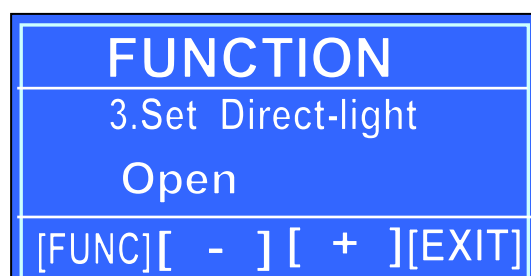 FUNCTION
3.Set Direct-light
Open
[FUNC][ - ][ + ][EXIT]